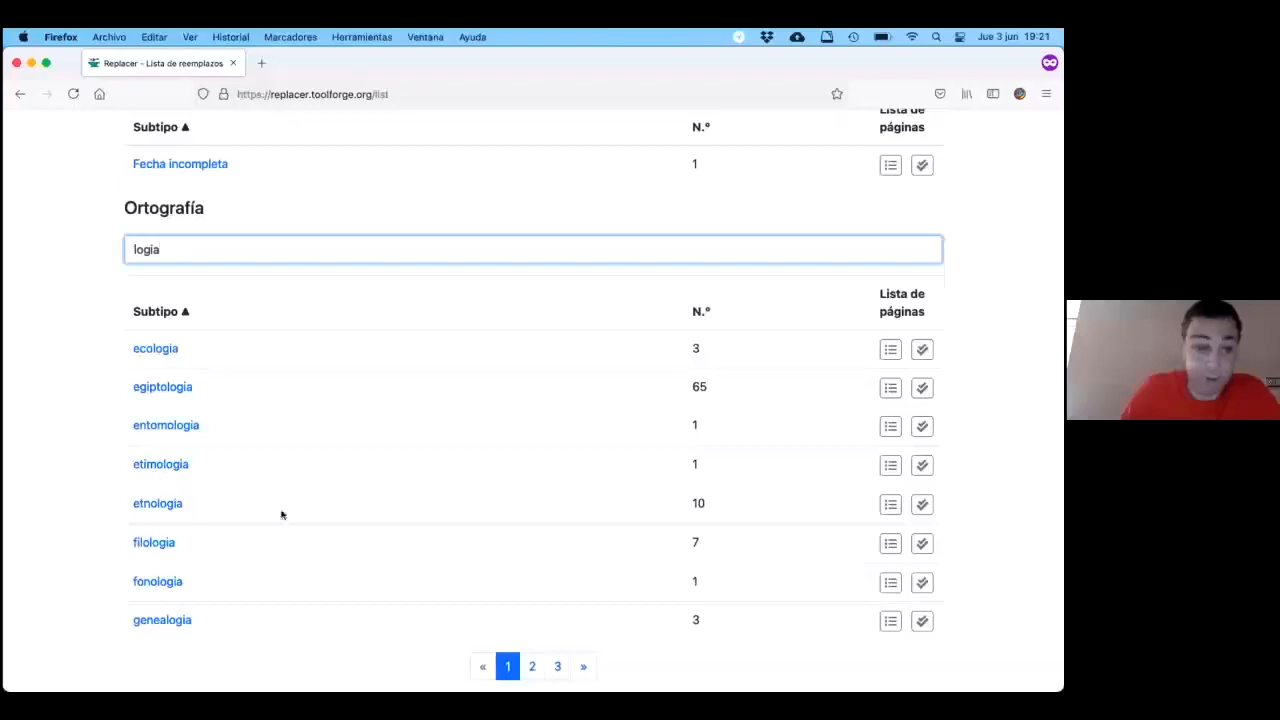 Firefox Archivo Editar Ver Historial Marcadores Herramientas Ventana Ayuda Jue 3 jun 19:21
Replacer - Lista de reemplazos
https://replacer.toolforge.org/list
Subtipo ▲ N.º Lista de páginas
Fecha incompleta 1
Ortografía
logia
Subtipo ▲ N.º Lista de páginas
ecologia 3
egiptologia 65
entomologia 1
etimologia 1
etnologia 10
filologia 7
fonologia 1
genealogia 3
« 1 2 3 »